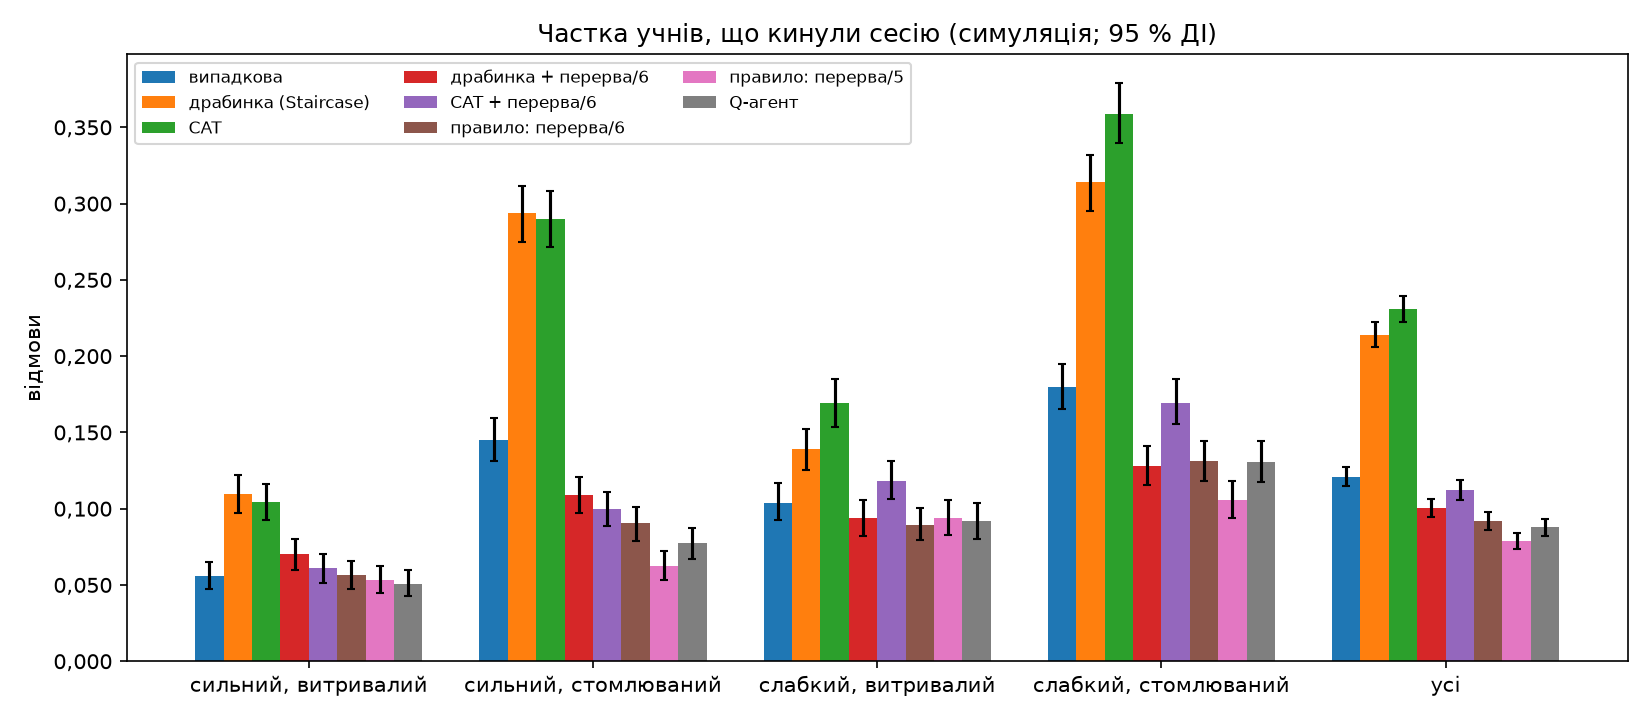 Частка учнів, що кинули сесію (симуляція; 95 % ДІ)
випадкова
драбинка (Staircase)
CAT
драбинка + перерва/6
CAT + перерва/6
правило: перерва/6
правило: перерва/5
Q-агент
відмови
0,350
0,300
0,250
0,200
0,150
0,100
0,050
0,000
сильний, витривалий
сильний, стомлюваний
слабкий, витривалий
слабкий, стомлюваний
усі